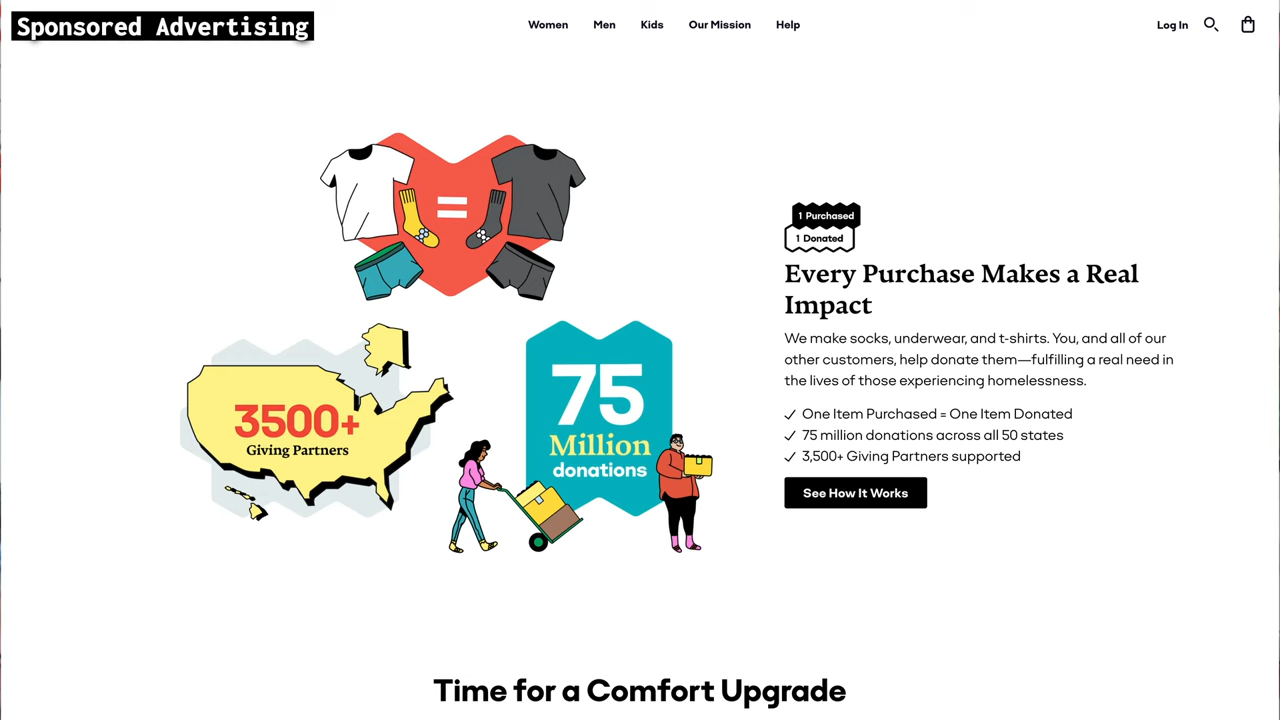 Sponsored Advertising
Women
Men
Kids
Our Mission
Help
Log In
=
3500+
Giving Partners
75
Million
donations
1 Purchased
1 Donated
Every Purchase Makes a Real
Impact
We make socks, underwear, and t-shirts. You, and all of our
other customers, help donate them—fulfilling a real need in
the lives of those experiencing homelessness.
One Item Purchased = One Item Donated
75 million donations across all 50 states
3,500+ Giving Partners supported
See How It Works
Time for a Comfort Upgrade